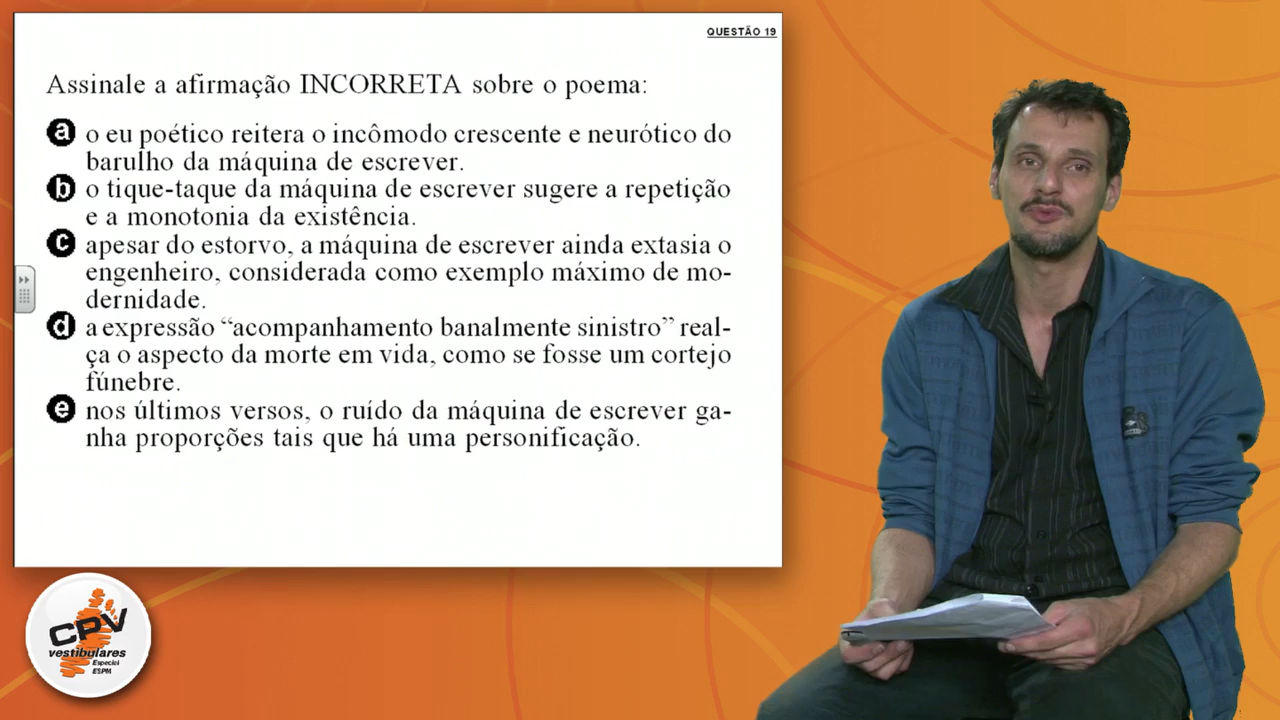 QUESTÃO 19
Assinale a afirmação INCORRETA sobre o poema:
a o eu poético reitera o incômodo crescente e neurótico do
barulho da máquina de escrever.
b o tique-taque da máquina de escrever sugere a repetição
e a monotonia da existência.
c apesar do estorvo, a máquina de escrever ainda extasia o
engenheiro, considerada como exemplo máximo de mo-
dernidade.
d a expressão “acompanhamento banalmente sinistro” real-
ça o aspecto da morte em vida, como se fosse um cortejo
fúnebre.
e nos últimos versos, o ruído da máquina de escrever ga-
nha proporções tais que há uma personificação.
CPV
vestibulares
Especial
ESPM